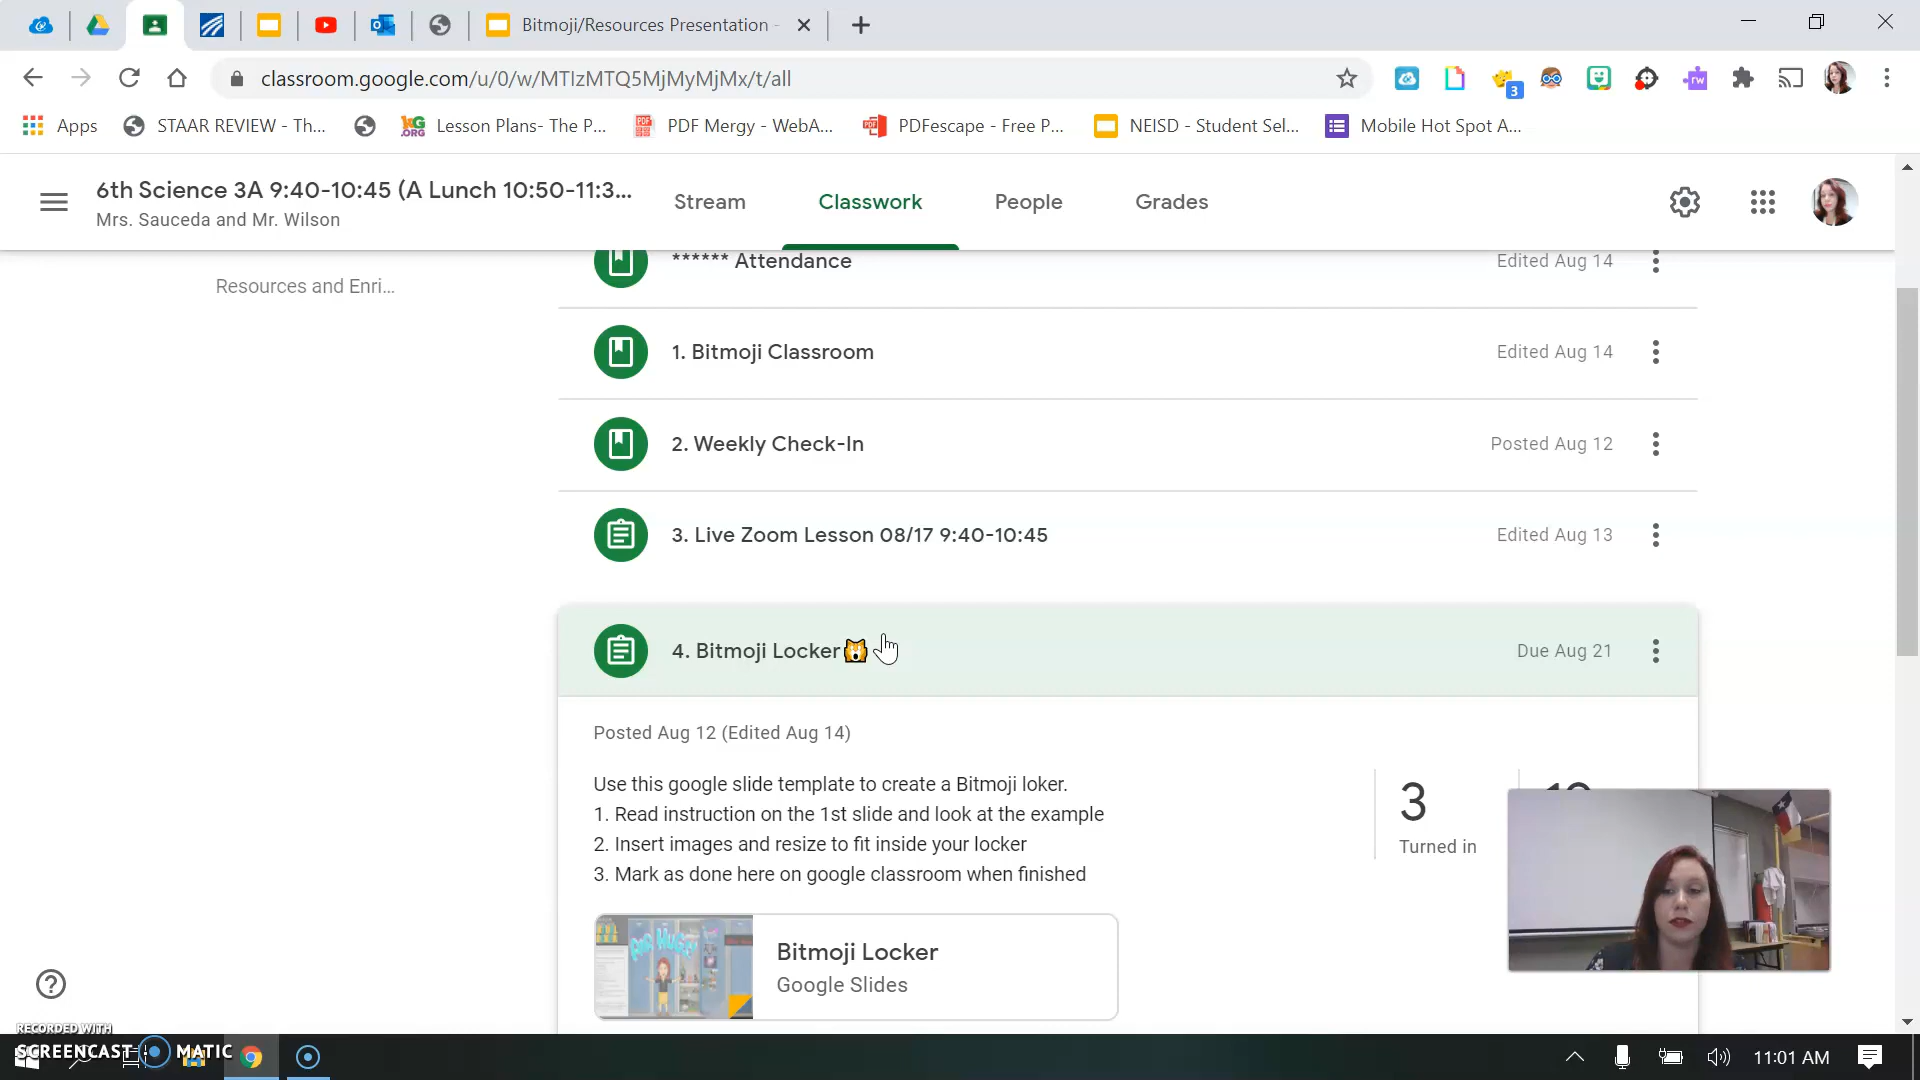 Bitmoji/Resources Presentation -
classroom.google.com/u/0/w/MTIzMTQ5MjMyMjMx/t/all
3
rw
Apps
STAAR REVIEW - Th...
Lesson Plans- The P...
PDF Mergy - WebA...
PDFescape - Free P...
NEISD - Student Sel...
Mobile Hot Spot A...
6th Science 3A 9:40-10:45 (A Lunch 10:50-11:3...
Mrs. Sauceda and Mr. Wilson
Stream
Classwork
People
Grades
Resources and Enri...
****** Attendance
Edited Aug 14
1. Bitmoji Classroom
Edited Aug 14
2. Weekly Check-In
Posted Aug 12
3. Live Zoom Lesson 08/17 9:40-10:45
Edited Aug 13
4. Bitmoji Locker🐯
Due Aug 21
Posted Aug 12 (Edited Aug 14)
Use this google slide template to create a Bitmoji loker.
1. Read instruction on the 1st slide and look at the example
2. Insert images and resize to fit inside your locker
3. Mark as done here on google classroom when finished
3
Turned in
Bitmoji Locker
Google Slides
RECORDED WITH
SCREENCAST MATIC
11:01 AM